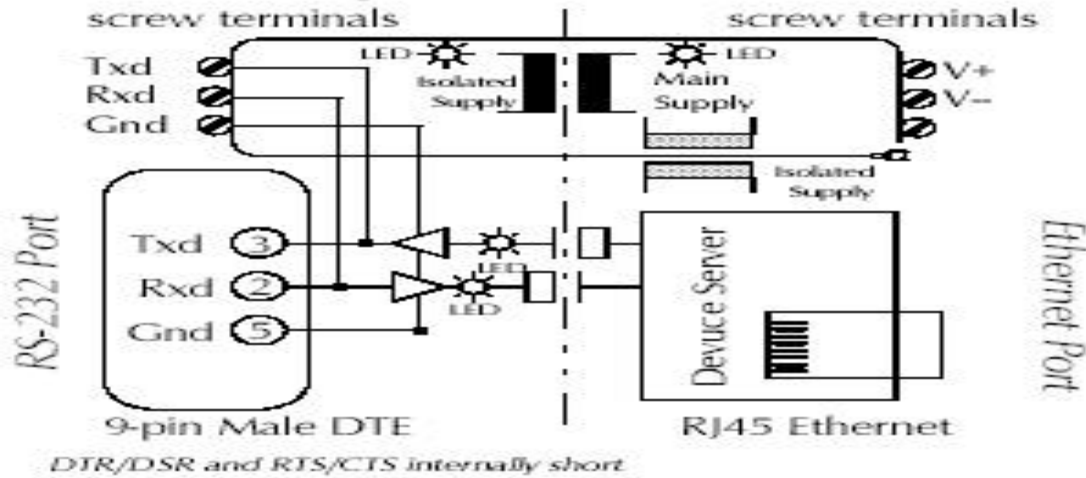 screw terminals
screw terminals
LED
LED
Txd
Rxd
Gnd
Isolated
Supply
Main
Supply
V+
V--
Isolated
Supply
RS-232 Port
Txd 3
Rxd 2
Gnd 5
LED
LED
Devuce Server
Ethernet Port
9-pin Male DTE
RJ45 Ethernet
DTR/DSR and RTS/CTS internally short